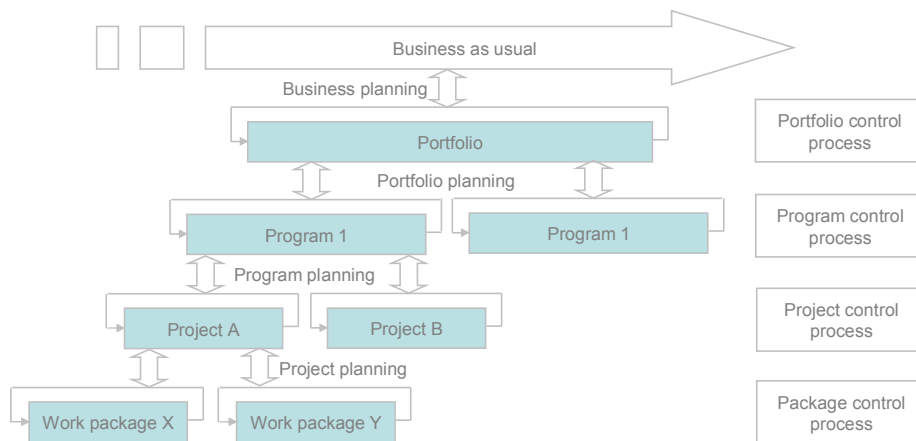 Business as usual
Business planning
Portfolio
Portfolio control
process
Portfolio planning
Program 1
Program 1
Program control
process
Program planning
Project A
Project B
Project control
process
Project planning
Work package X
Work package Y
Package control
process